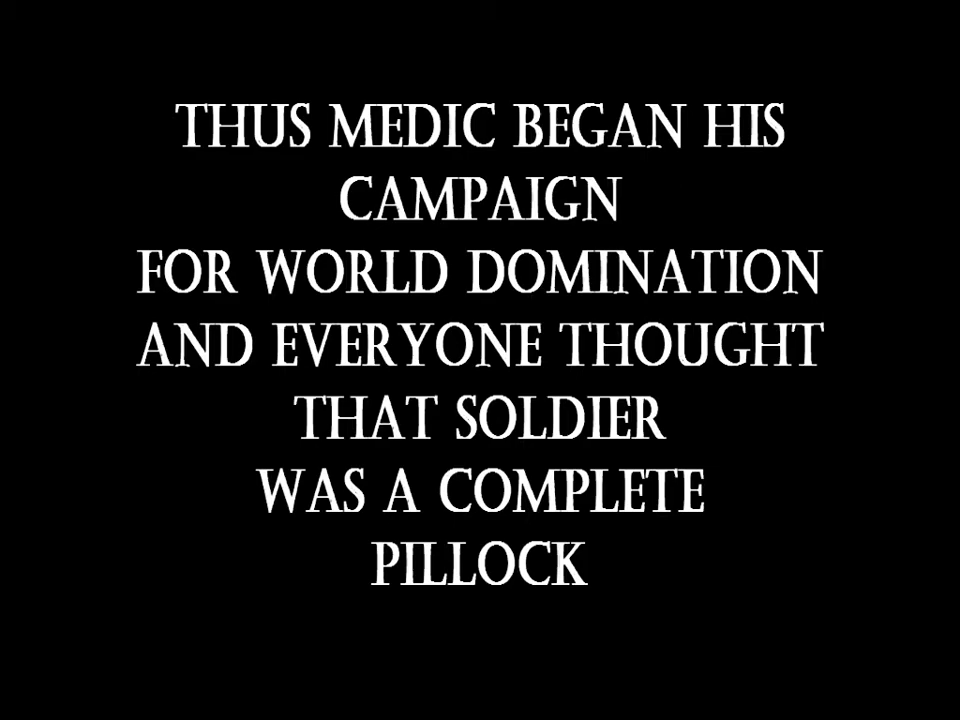 THUS MEDIC BEGAN HIS
CAMPAIGN
FOR WORLD DOMINATION
AND EVERYONE THOUGHT
THAT SOLDIER
WAS A COMPLETE
PILLOCK